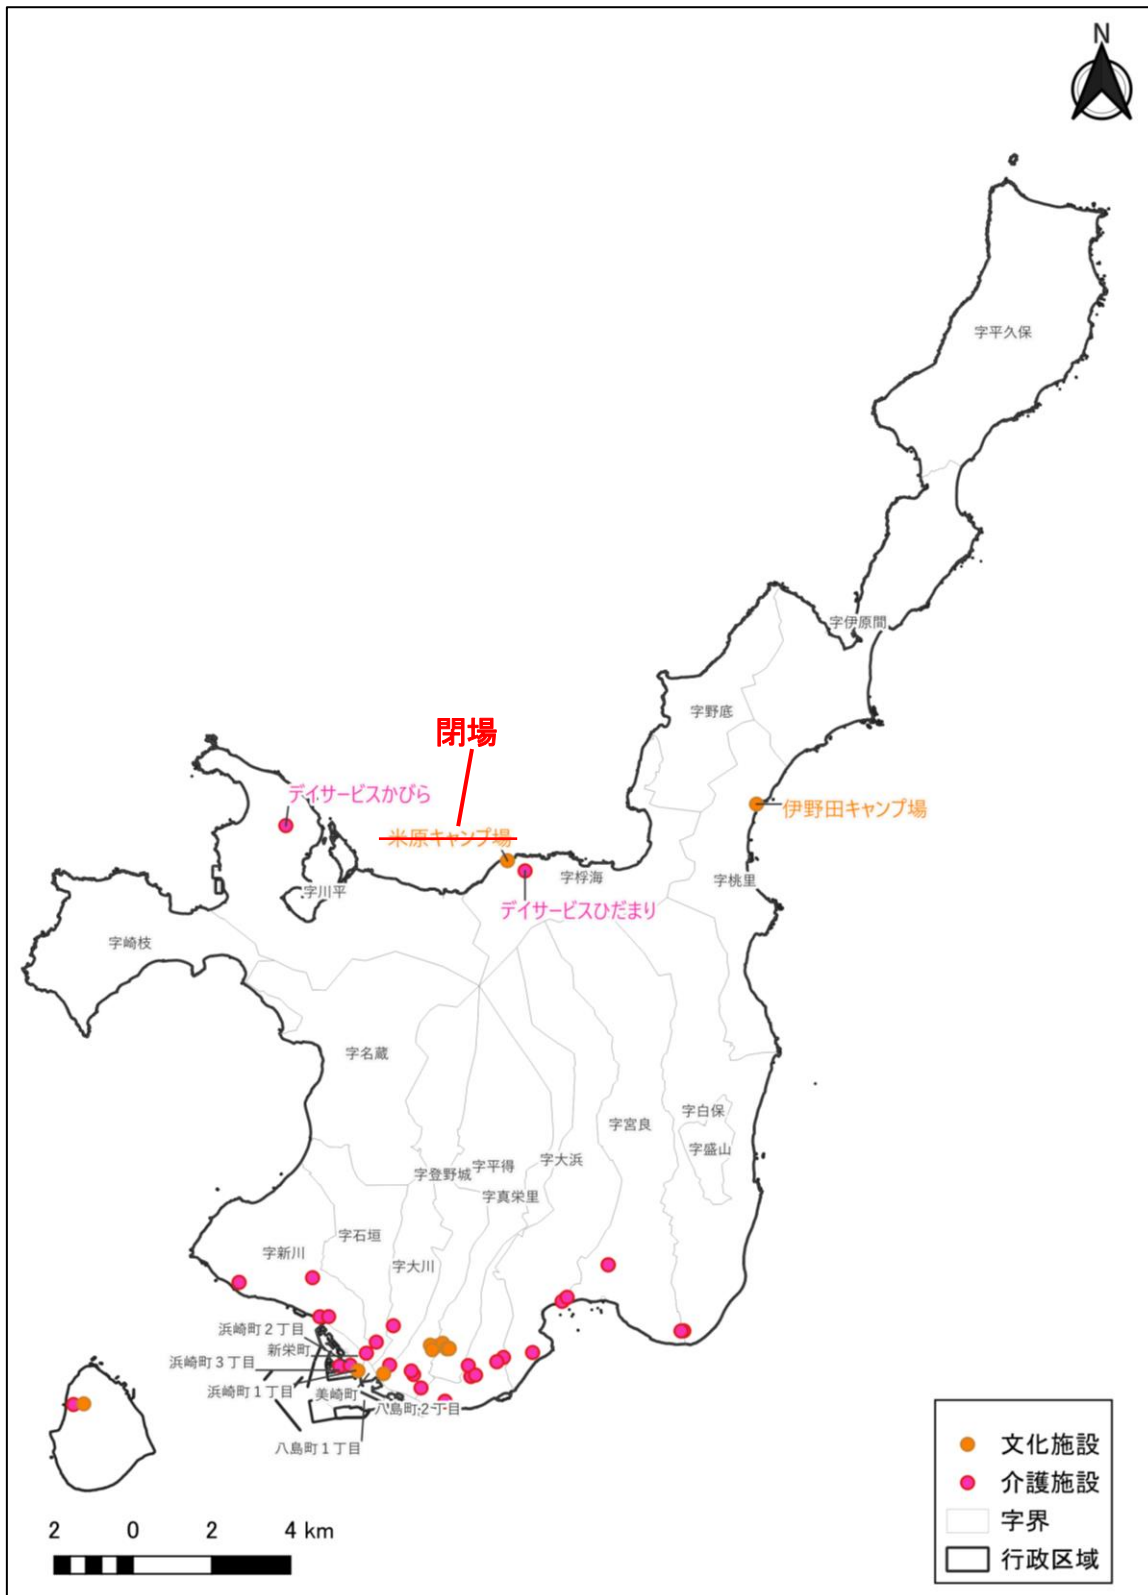 N
字平久保
字伊原間
字野底
閉場
デイサービスかびら
伊野田キャンプ場
米原キャンプ場
字桴海
字桃里
字川平
デイサービスひだまり
字崎枝
字名蔵
字白保
字宮良
字盛山
字大浜
字平得
字登野城
字真栄里
字石垣
字新川
字大川
浜崎町2丁目
新栄町
浜崎町3丁目
浜崎町1丁目
美崎町
八島町2丁目
八島町1丁目
文化施設
介護施設
字界
行政区域
2 0 2 4 km